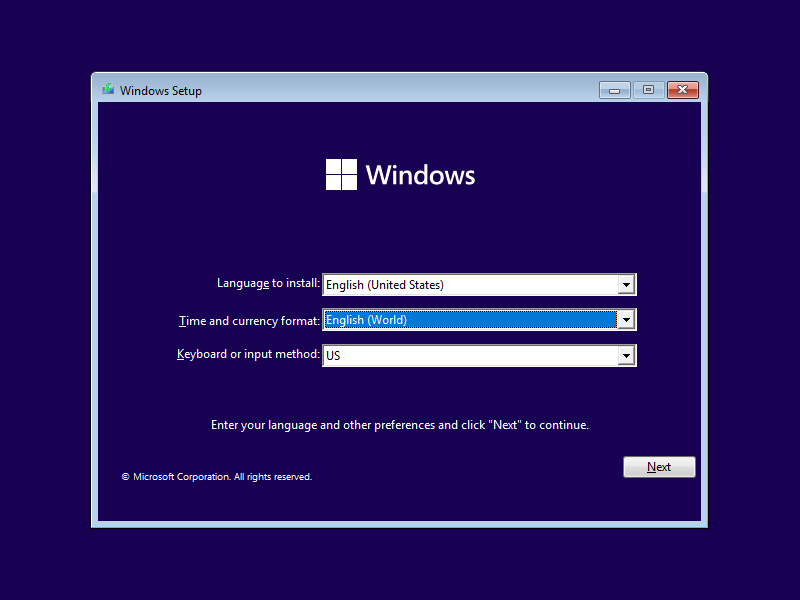 Windows Setup
Windows
Language to install: English (United States)
Time and currency format: English (World)
Keyboard or input method: US
Enter your language and other preferences and click "Next" to continue.
Next
© Microsoft Corporation. All rights reserved.